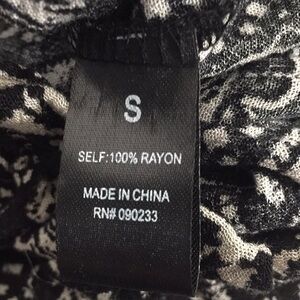 S
SELF:100% RAYON
MADE IN CHINA
RN# 090233